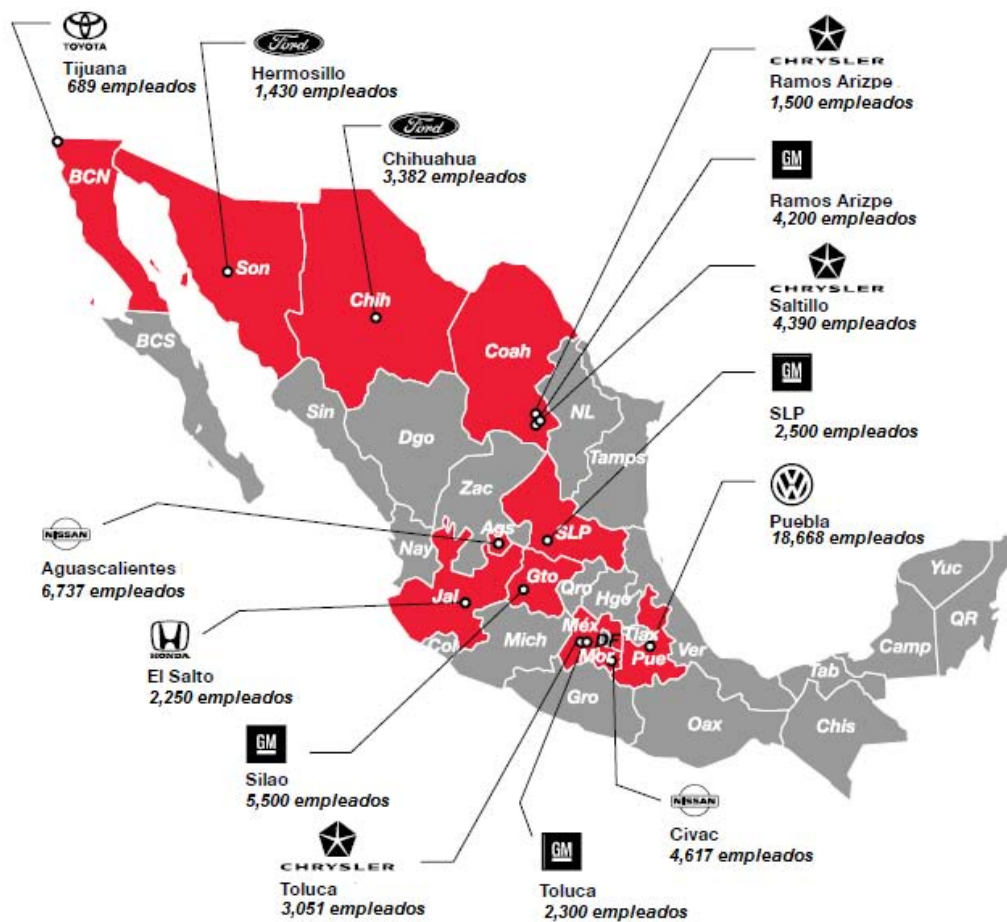 TOYOTA
Tijuana
689 empleados
Ford
Hermosillo
1,430 empleados
Ford
Chihuahua
3,382 empleados
CHRYSLER
Ramos Arizpe
1,500 empleados
GM
Ramos Arizpe
4,200 empleados
CHRYSLER
Saltillo
4,390 empleados
GM
SLP
2,500 empleados
Puebla
18,668 empleados
NISSAN
Aguascalientes
6,737 empleados
HONDA
El Salto
2,250 empleados
GM
Silao
5,500 empleados
CHRYSLER
Toluca
3,051 empleados
GM
Toluca
2,300 empleados
NISSAN
Civac
4,617 empleados
BCN
Son
Chih
Coah
BCS
Sin
Dgo
NL
Tamps
Zac
Ags
SLP
Nay
Jal
Gto
Qro
Hgo
Col
Mich
Méx
DF
Tlax
Mor
Pue
Ver
Gro
Oax
Tab
Chis
Camp
Yuc
QR